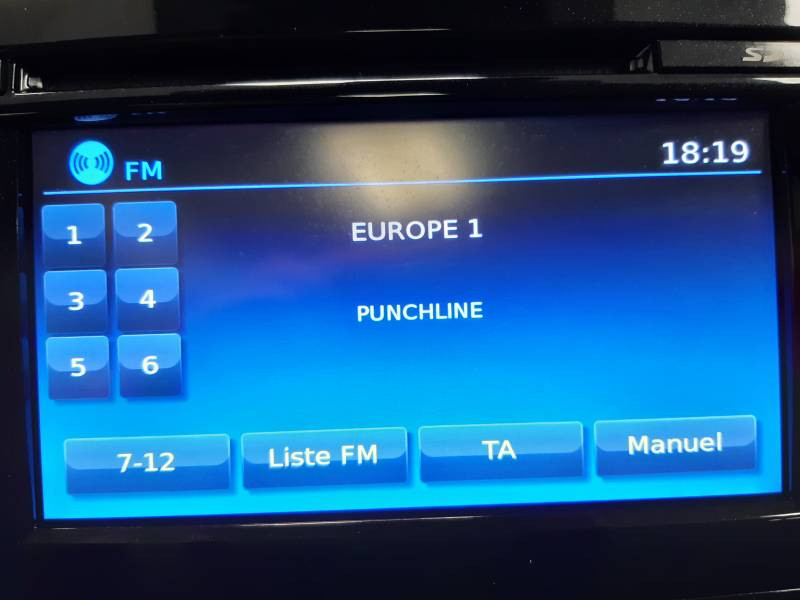 FM
18:19
1 2
EUROPE 1
3 4
PUNCHLINE
5 6
7-12
Liste FM
TA
Manuel